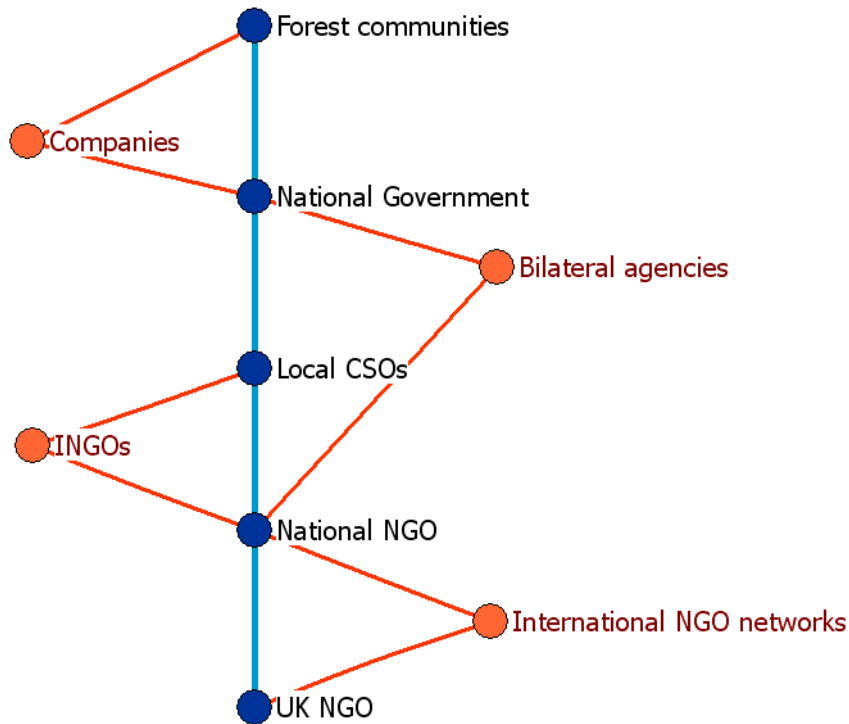 Forest communities
Companies
National Government
Bilateral agencies
Local CSOs
INGOs
National NGO
International NGO networks
UK NGO